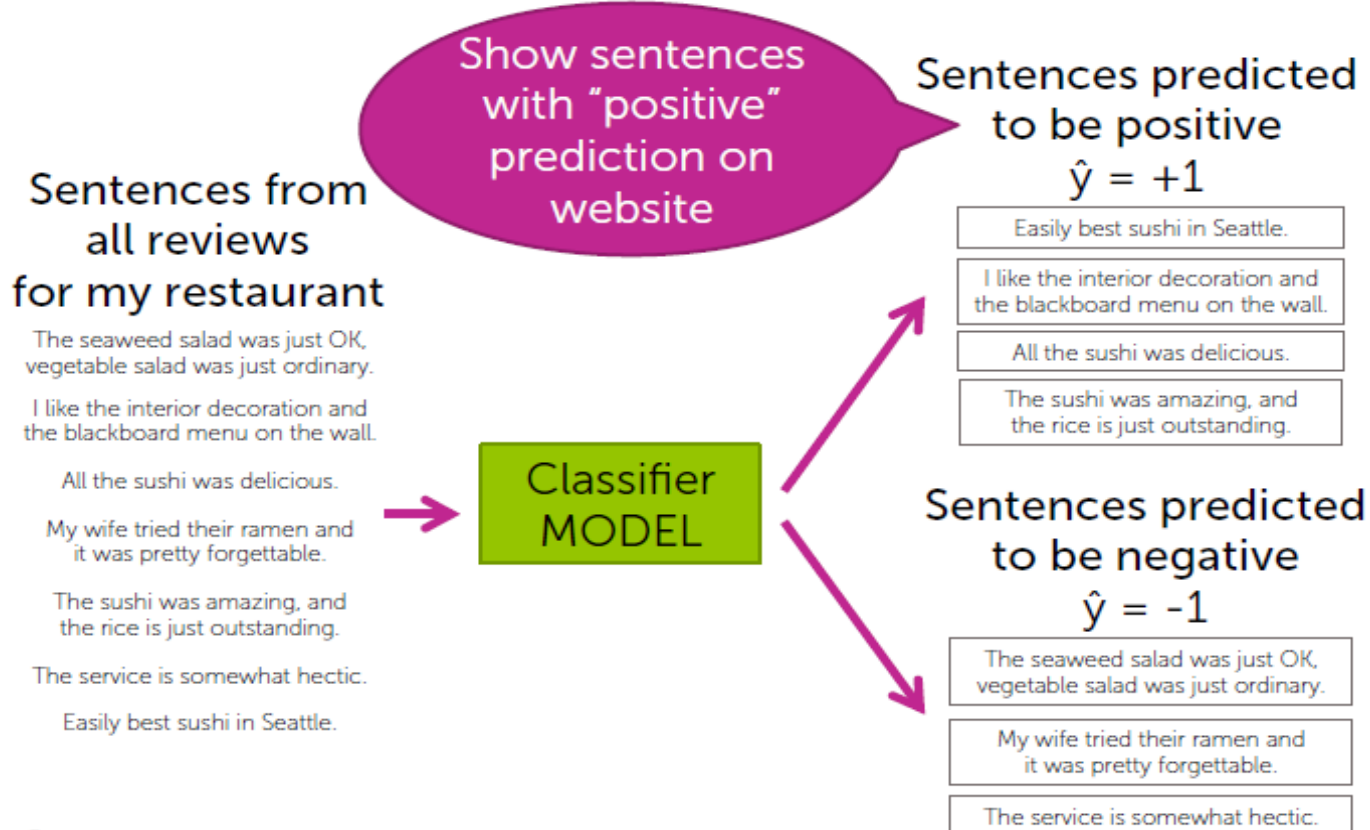 Show sentences
with “positive”
prediction on
website
Sentences from
all reviews
for my restaurant
The seaweed salad was just OK,
vegetable salad was just ordinary.
I like the interior decoration and
the blackboard menu on the wall.
All the sushi was delicious.
My wife tried their ramen and
it was pretty forgettable.
The sushi was amazing, and
the rice is just outstanding.
The service is somewhat hectic.
Easily best sushi in Seattle.
Classifier
MODEL
Sentences predicted
to be positive
ŷ = +1
Easily best sushi in Seattle.
I like the interior decoration and
the blackboard menu on the wall.
All the sushi was delicious.
The sushi was amazing, and
the rice is just outstanding.
Sentences predicted
to be negative
ŷ = -1
The seaweed salad was just OK,
vegetable salad was just ordinary.
My wife tried their ramen and
it was pretty forgettable.
The service is somewhat hectic.